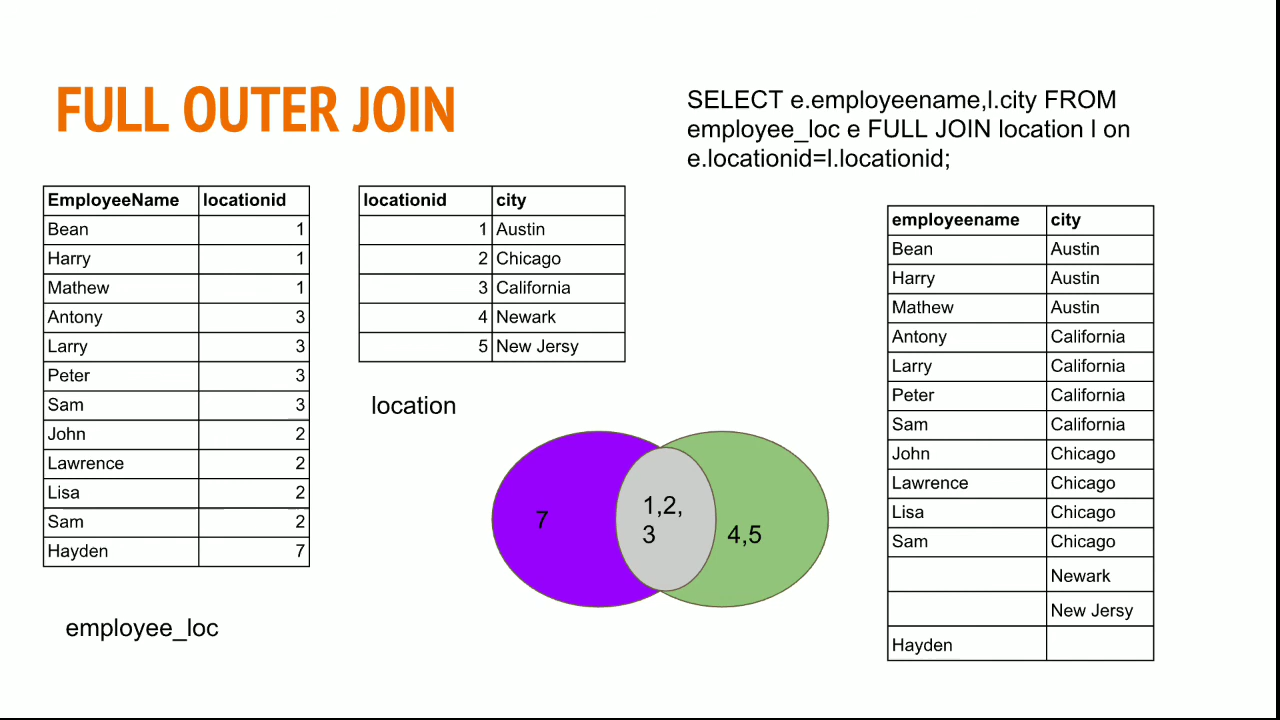 FULL OUTER JOIN
SELECT e.employeename,l.city FROM
employee_loc e FULL JOIN location l on
e.locationid=l.locationid;
EmployeeName locationid
Bean 1
Harry 1
Mathew 1
Antony 3
Larry 3
Peter 3
Sam 3
John 2
Lawrence 2
Lisa 2
Sam 2
Hayden 7
employee_loc
locationid city
1 Austin
2 Chicago
3 California
4 Newark
5 New Jersy
location
7
1,2,
3
4,5
employeename city
Bean Austin
Harry Austin
Mathew Austin
Antony California
Larry California
Peter California
Sam California
John Chicago
Lawrence Chicago
Lisa Chicago
Sam Chicago
Newark
New Jersy
Hayden